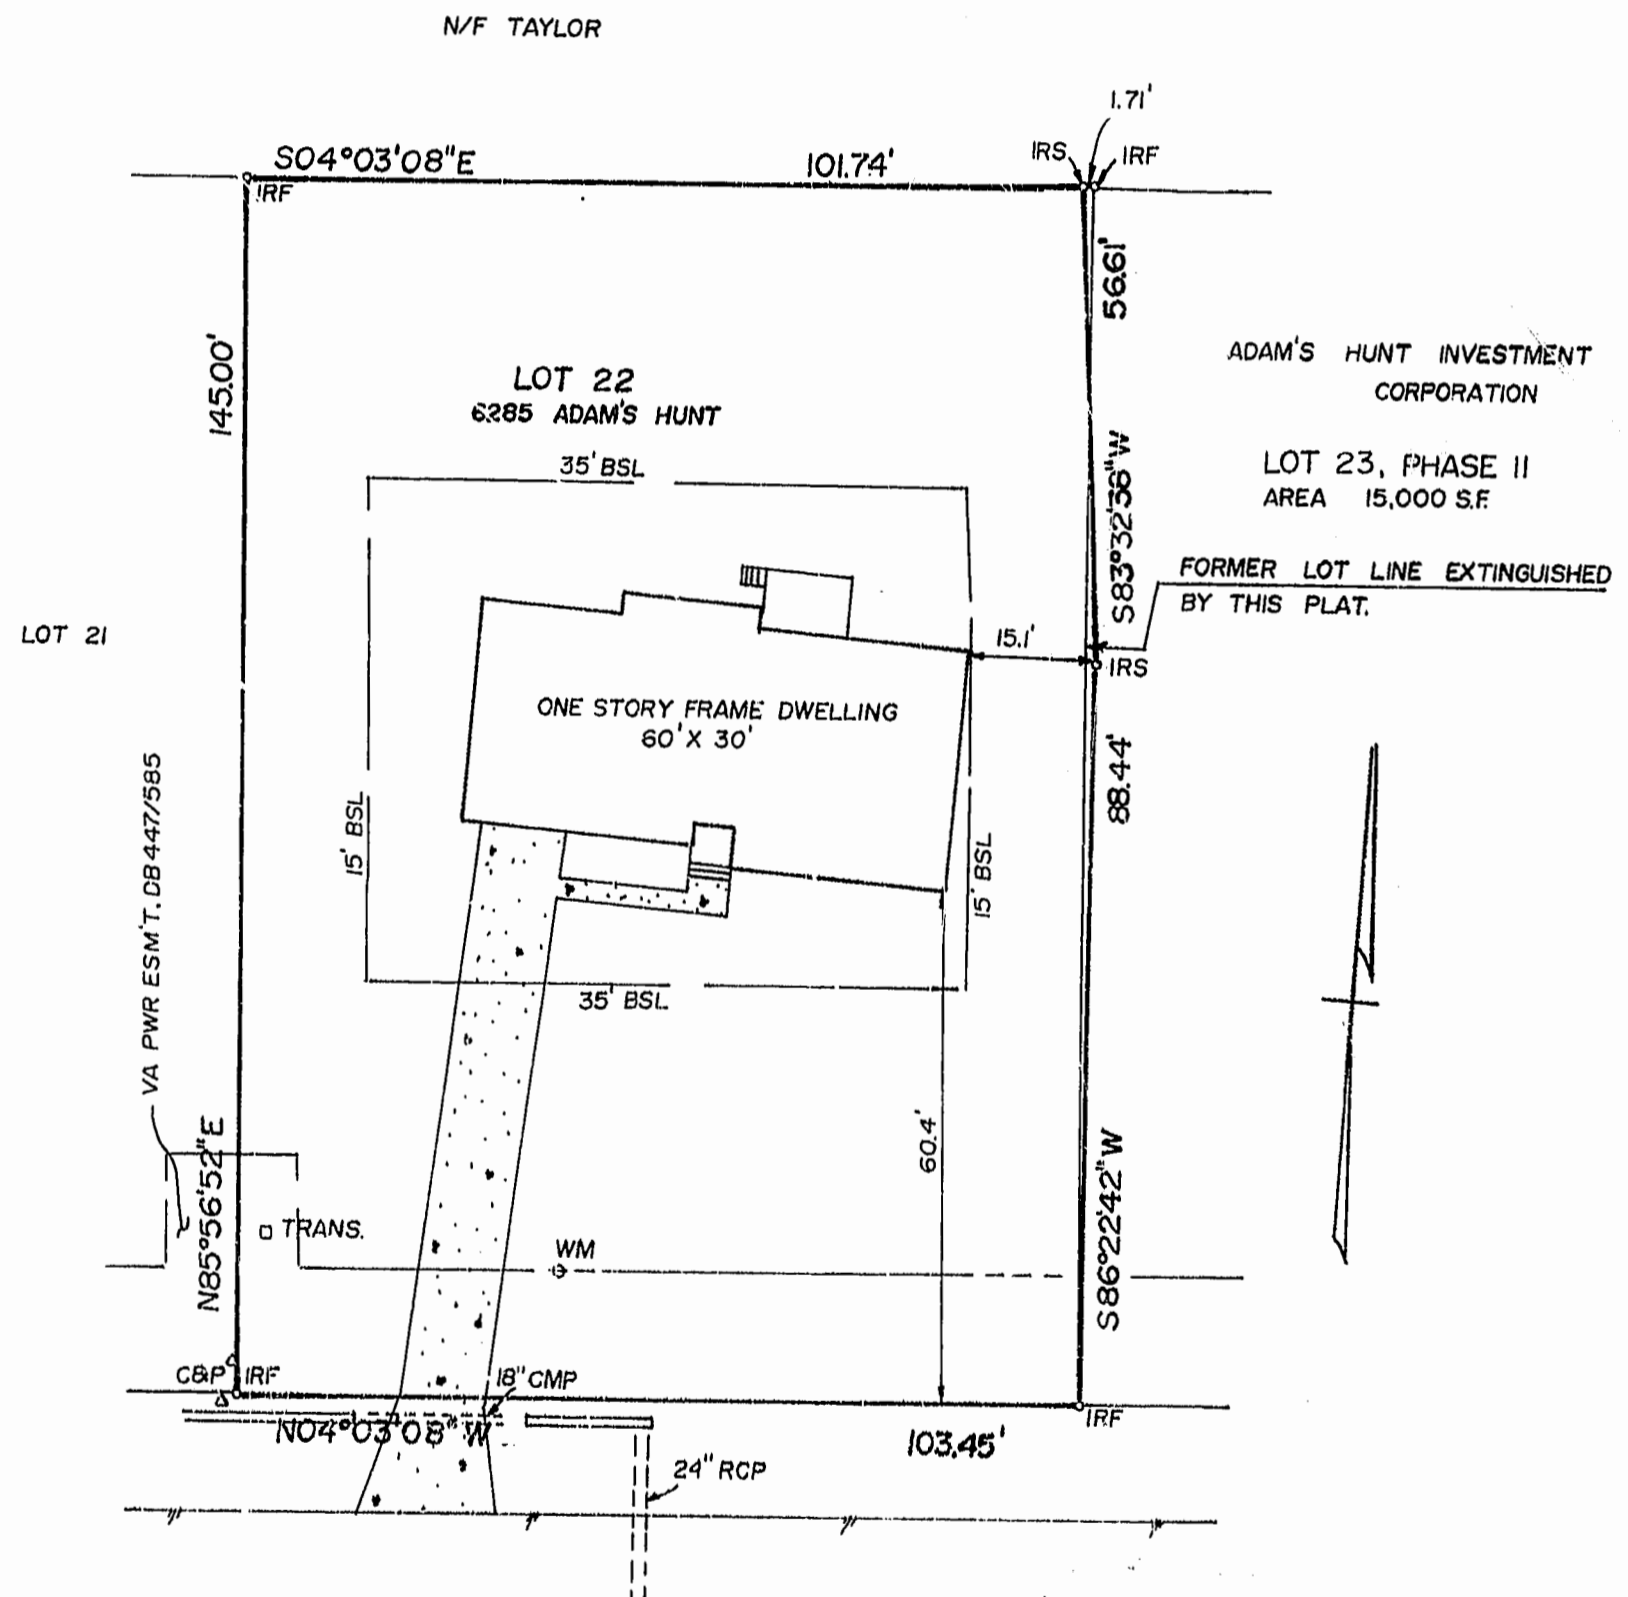 N/F TAYLOR
1.71'
S04°03'08"E
101.74'
IRS
IRF
IRF
56.61'
145.00'
ADAM'S HUNT INVESTMENT
CORPORATION
LOT 22
6285 ADAM'S HUNT
35' BSL
LOT 23, PHASE II
AREA 15,000 S.F.
S83°32'38"W
FORMER LOT LINE EXTINGUISHED
BY THIS PLAT.
LOT 21
15.1'
IRS
ONE STORY FRAME DWELLING
60' X 30'
88.44'
VA PWR ESM'T. DB 447/585
15' BSL
15' BSL
35' BSL
60.4'
N85°56'52"E
S86°22'42"W
TRANS.
WM
C&P
IRF
18" CMP
IRF
N04°03'08"W
103.45'
24" RCP